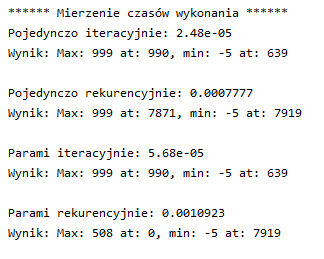 ****** Mierzenie czasów wykonania ******
Pojedynczo iteracyjnie: 2.48e-05
Wynik: Max: 999 at: 990, min: -5 at: 639
Pojedynczo rekurencyjnie: 0.0007777
Wynik: Max: 999 at: 7871, min: -5 at: 7919
Parami iteracyjnie: 5.68e-05
Wynik: Max: 999 at: 990, min: -5 at: 639
Parami rekurencyjnie: 0.0010923
Wynik: Max: 508 at: 0, min: -5 at: 7919